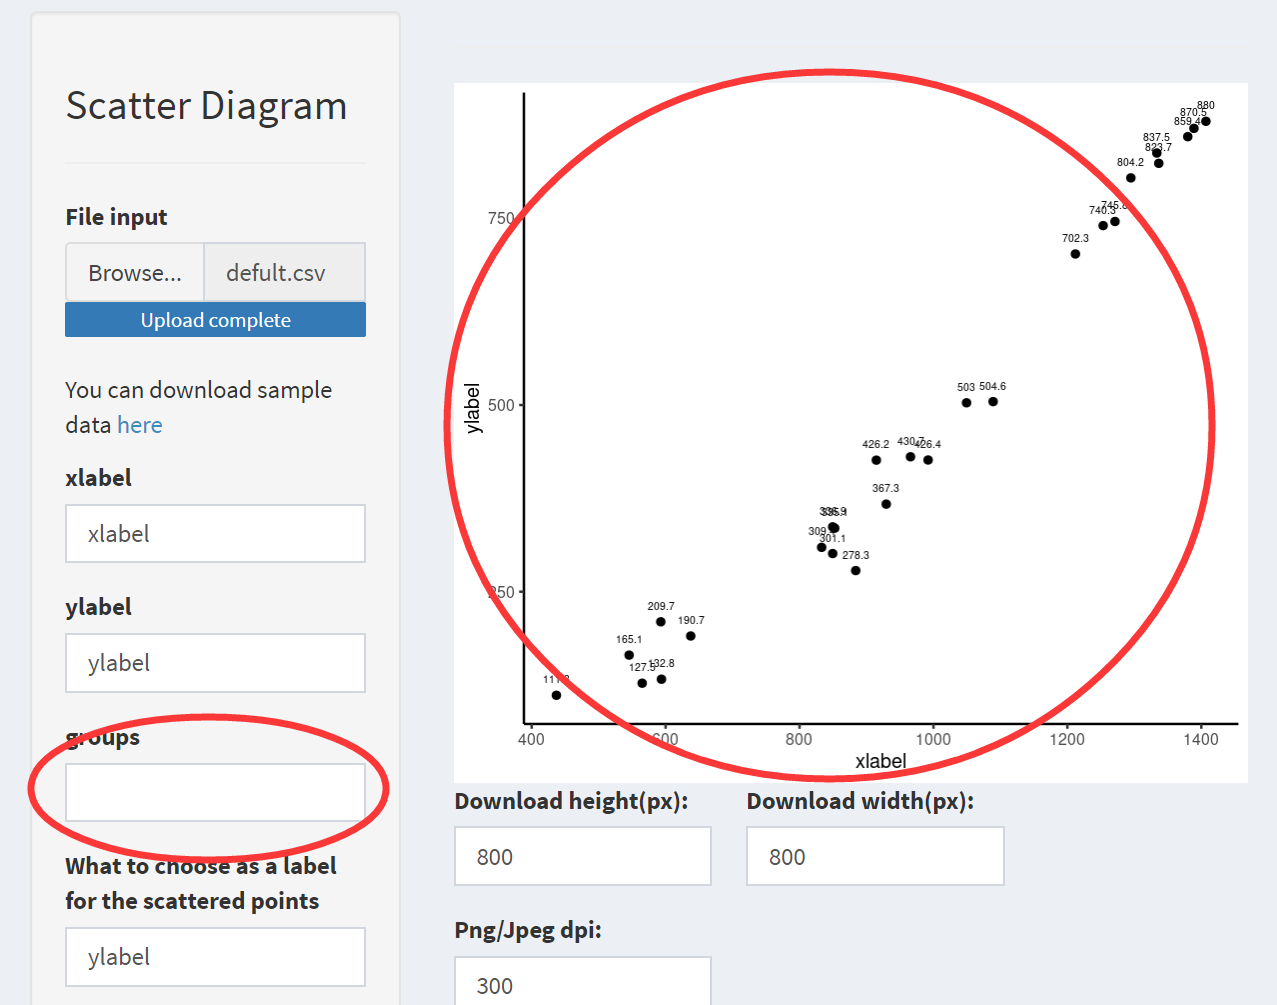 Scatter Diagram
File input
Browse...
defult.csv
Upload complete
You can download sample
data here
xlabel
xlabel
ylabel
ylabel
groups
What to choose as a label
for the scattered points
ylabel
880
870.5
859.4
837.5
823.7
804.2
745.8
740.3
702.3
503
504.6
426.2
430.7
426.4
367.3
301.1
278.3
209.7
190.7
165.1
127.5
132.8
750
500
250
ylabel
400
600
800
1000
1200
1400
xlabel
Download height(px):
Download width(px):
800
800
Png/Jpeg dpi:
300